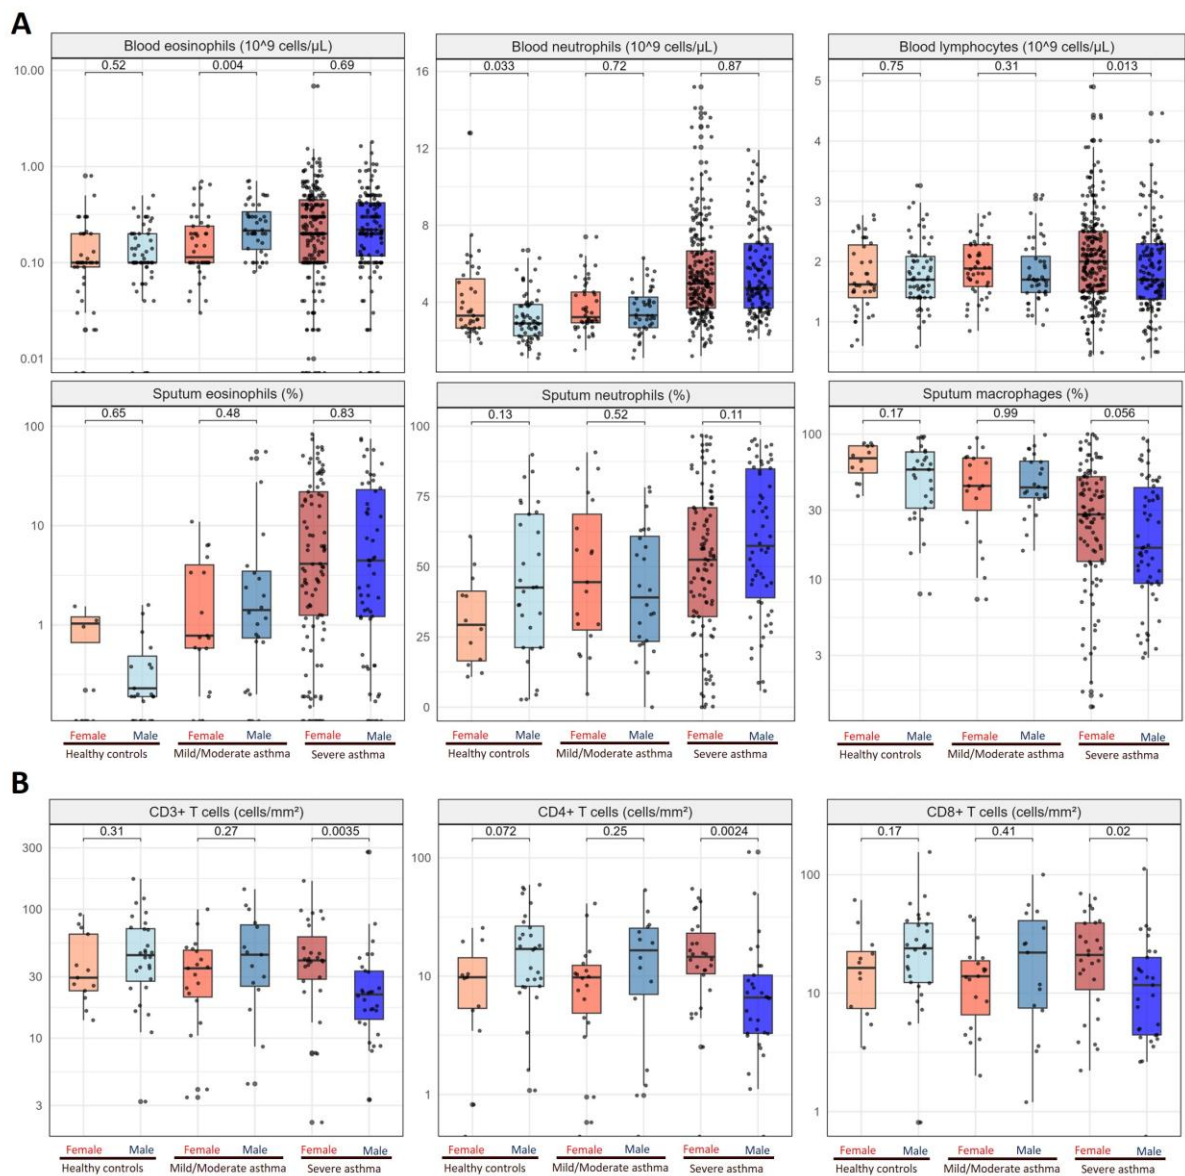 A
Blood eosinophils (10^9 cells/µL)
Blood neutrophils (10^9 cells/µL)
Blood lymphocytes (10^9 cells/µL)
0.52 0.004 0.69
0.033 0.72 0.87
0.75 0.31 0.013
10.00
1.00
0.10
0.01
16
12
8
4
5
4
3
2
1
Sputum eosinophils (%)
Sputum neutrophils (%)
Sputum macrophages (%)
0.65 0.48 0.83
0.13 0.52 0.11
0.17 0.99 0.056
100
10
1
100
75
50
25
0
100
30
10
3
Female Male Female Male Female Male
Healthy controls Mild/Moderate asthma Severe asthma
Female Male Female Male Female Male
Healthy controls Mild/Moderate asthma Severe asthma
Female Male Female Male Female Male
Healthy controls Mild/Moderate asthma Severe asthma
B
CD3+ T cells (cells/mm²)
CD4+ T cells (cells/mm²)
CD8+ T cells (cells/mm²)
0.31 0.27 0.0035
0.072 0.25 0.0024
0.17 0.41 0.02
300
100
30
10
3
100
10
1
100
10
1
Female Male Female Male Female Male
Healthy controls Mild/Moderate asthma Severe asthma
Female Male Female Male Female Male
Healthy controls Mild/Moderate asthma Severe asthma
Female Male Female Male Female Male
Healthy controls Mild/Moderate asthma Severe asthma